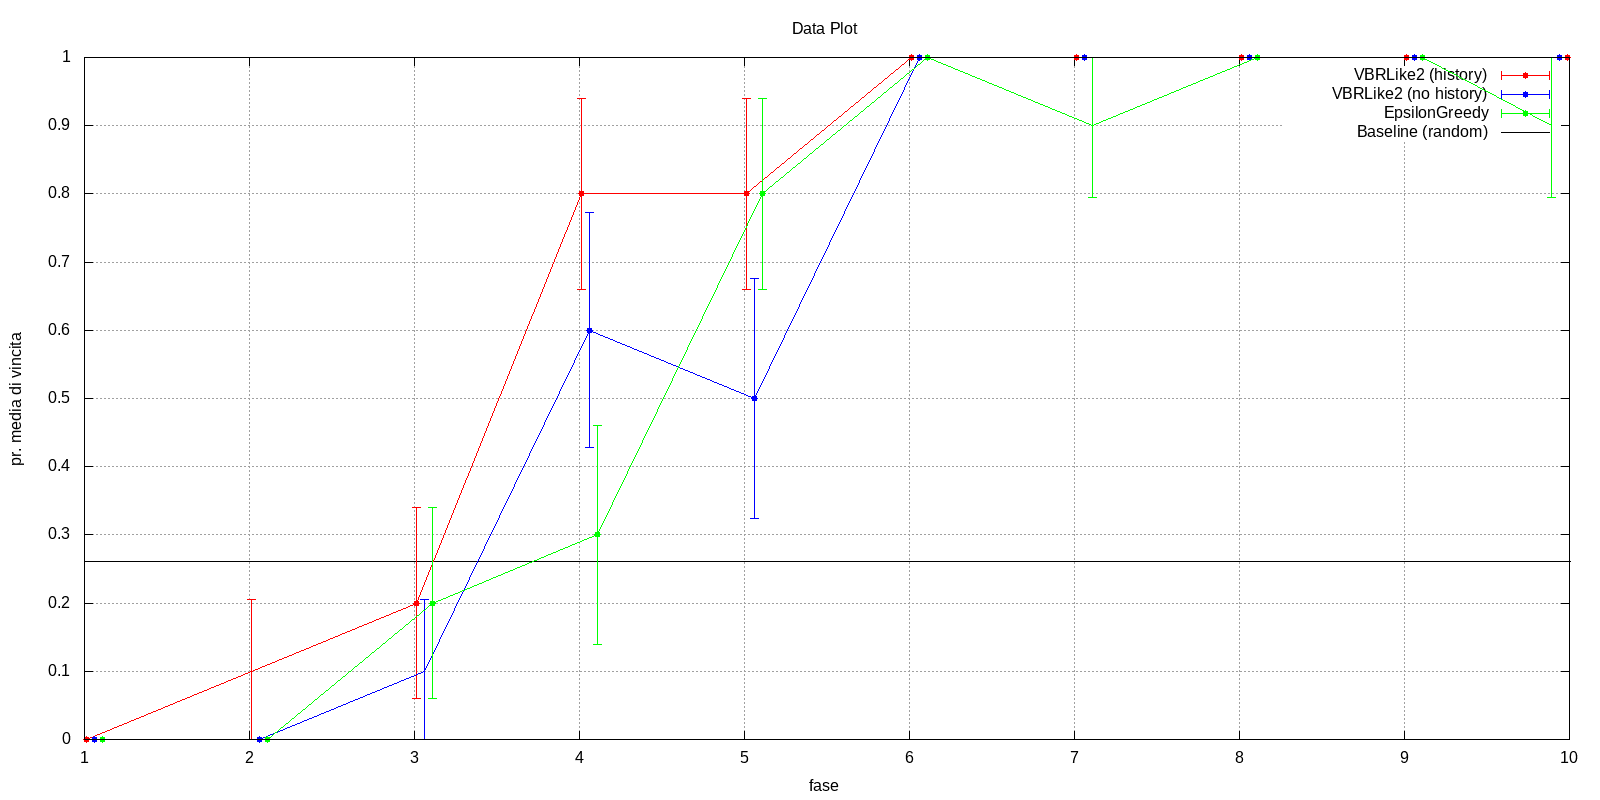 Data Plot
1
0.9
0.8
0.7
0.6
0.5
0.4
0.3
0.2
0.1
0
pr. media di vincita
VBRLike2 (history)
VBRLike2 (no history)
EpsilonGreedy
Baseline (random)
1 2 3 4 5 6 7 8 9 10
fase